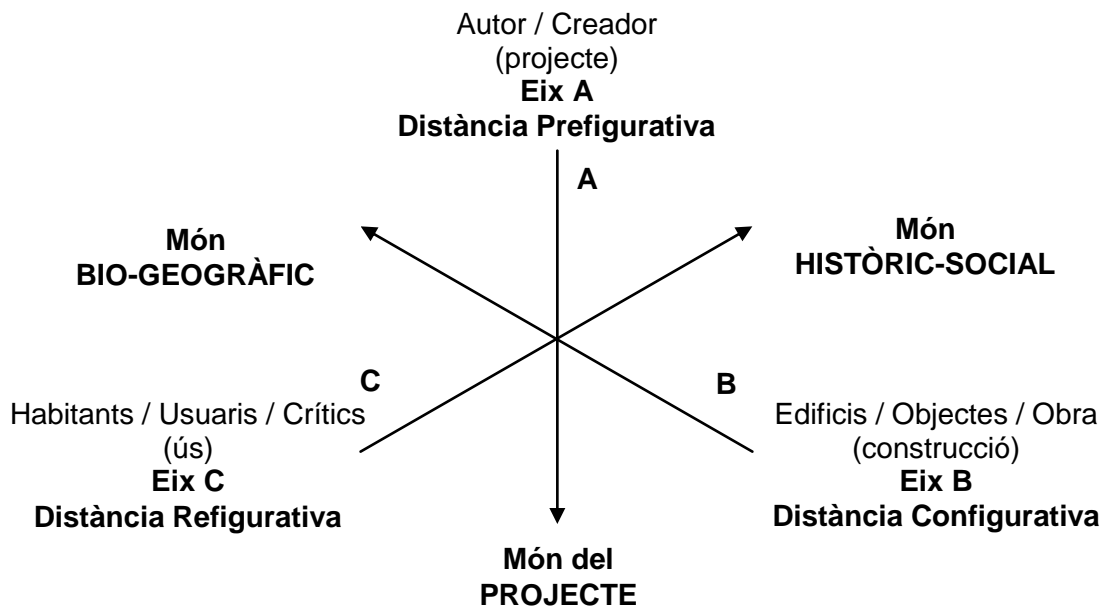 Autor / Creador
(projecte)
Eix A
Distància Prefigurativa
A
Món
BIO-GEOGRÀFIC
Món
HISTÒRIC-SOCIAL
C
B
Habitants / Usuaris / Crítics
(ús)
Eix C
Distància Refigurativa
Edificis / Objectes / Obra
(construcció)
Eix B
Distància Configurativa
Món del
PROJECTE